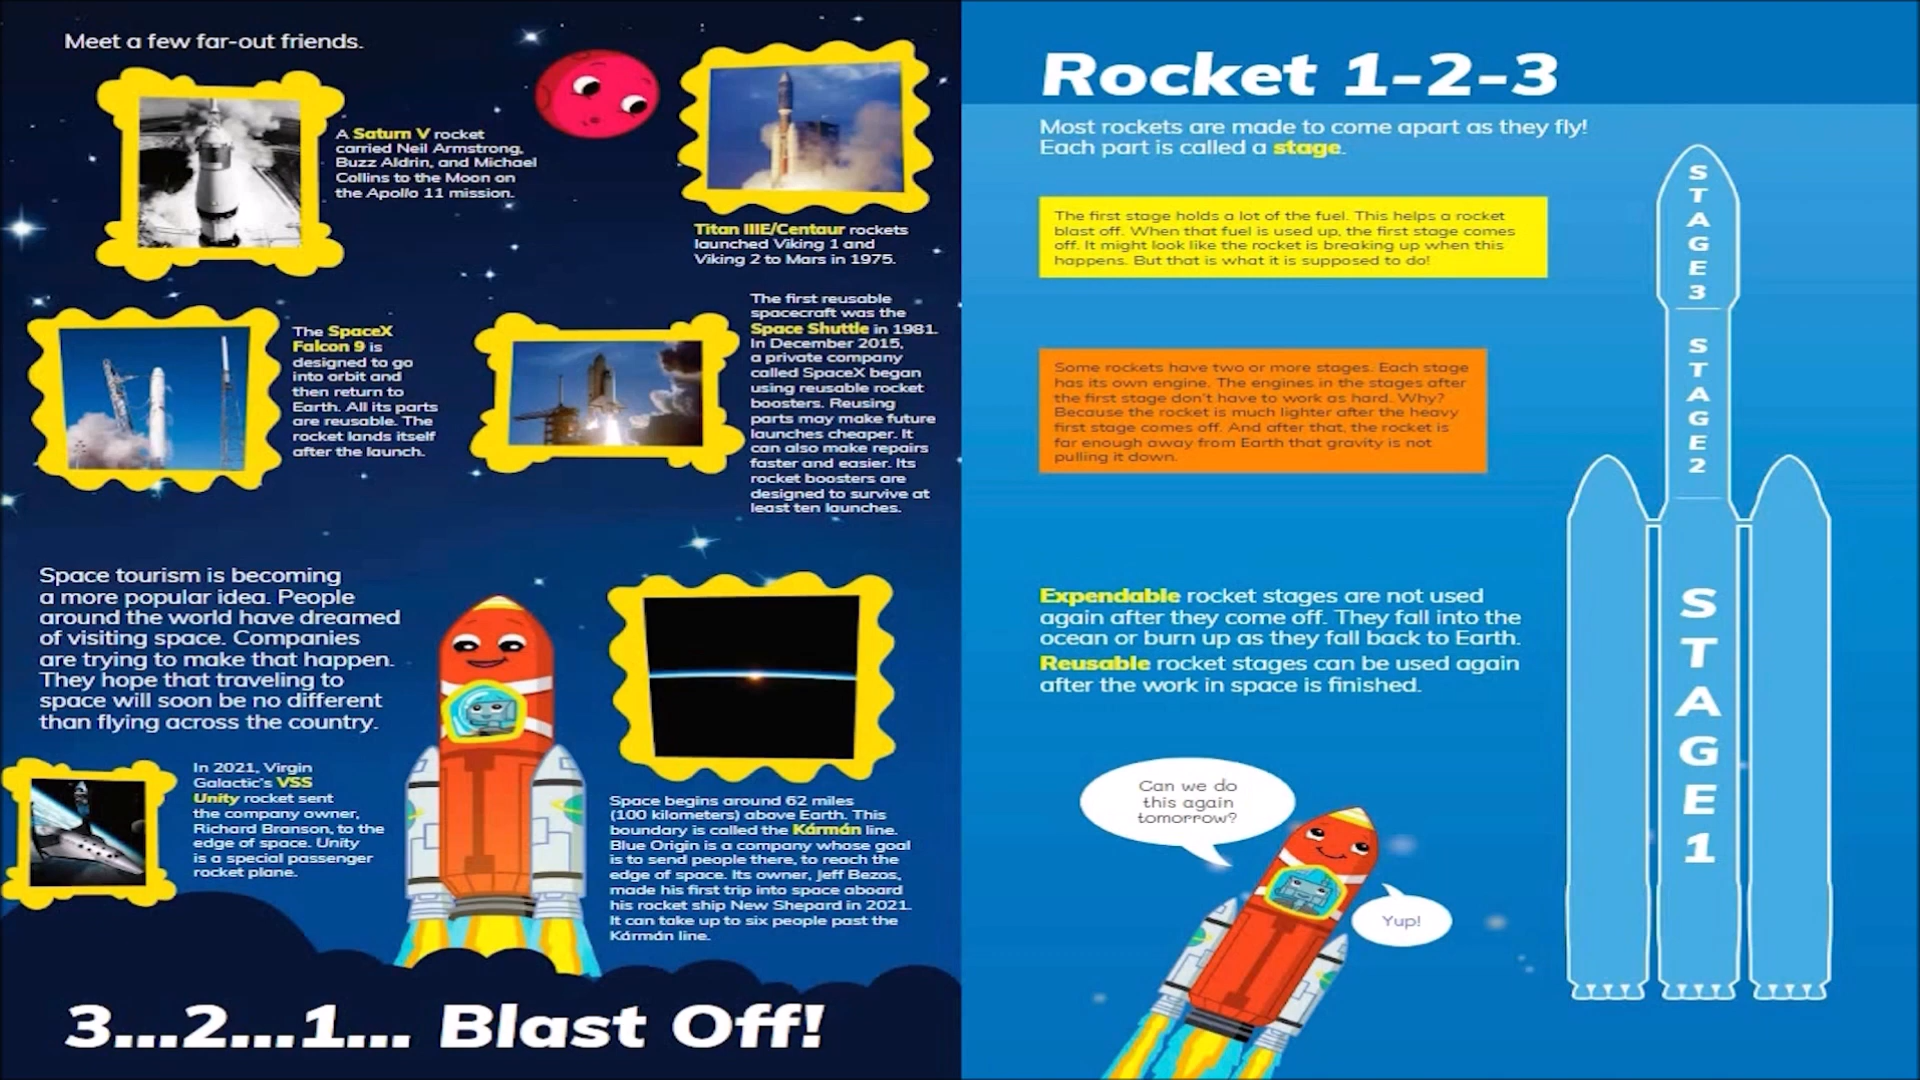 Meet a few far-out friends.
A Saturn V rocket
carried Neil Armstrong,
Buzz Aldrin, and Michael
Collins to the Moon on
the Apollo 11 mission.
Titan IIIE/Centaur rockets
launched Viking 1 and
Viking 2 to Mars in 1975.
The SpaceX
Falcon 9 is
designed to go
into orbit and
then return to
Earth. All its parts
are reusable. The
rocket lands itself
after the launch.
The first reusable
spacecraft was the
Space Shuttle in 1981.
In December 2015,
a private company
called SpaceX began
using reusable rocket
boosters. Reusing
parts may make future
launches cheaper. It
can also make repairs
faster and easier. Its
rocket boosters are
designed to survive at
least ten launches.
Space tourism is becoming
a more popular idea. People
around the world have dreamed
of visiting space. Companies
are trying to make that happen.
They hope that traveling to
space will soon be no different
than flying across the country.
In 2021, Virgin
Galactic's VSS
Unity rocket sent
the company owner,
Richard Branson, to the
edge of space. Unity
is a special passenger
rocket plane.
Space begins around 62 miles
(100 kilometers) above Earth. This
boundary is called the Kármán line.
Blue Origin is a company whose goal
is to send people there, to reach the
edge of space. Its owner, Jeff Bezos,
made his first trip into space aboard
his rocket ship New Shepard in 2021.
It can take up to six people past the
Kármán line.
3...2...1... Blast Off!
Rocket 1-2-3
Most rockets are made to come apart as they fly!
Each part is called a stage.
The first stage holds a lot of the fuel. This helps a rocket
blast off. When that fuel is used up, the first stage comes
off. It might look like the rocket is breaking up when this
happens. But that is what it is supposed to do!
Some rockets have two or more stages. Each stage
has its own engine. The engines in the stages after
the first stage don't have to work as hard. Why?
Because the rocket is much lighter after the heavy
first stage comes off. And after that, the rocket is
far enough away from Earth that gravity is not
pulling it down.
Expendable rocket stages are not used
again after they come off. They fall into the
ocean or burn up as they fall back to Earth.
Reusable rocket stages can be used again
after the work in space is finished.
Can we do
this again
tomorrow?
Yup!
STAGE 3
STAGE 2
STAGE 1